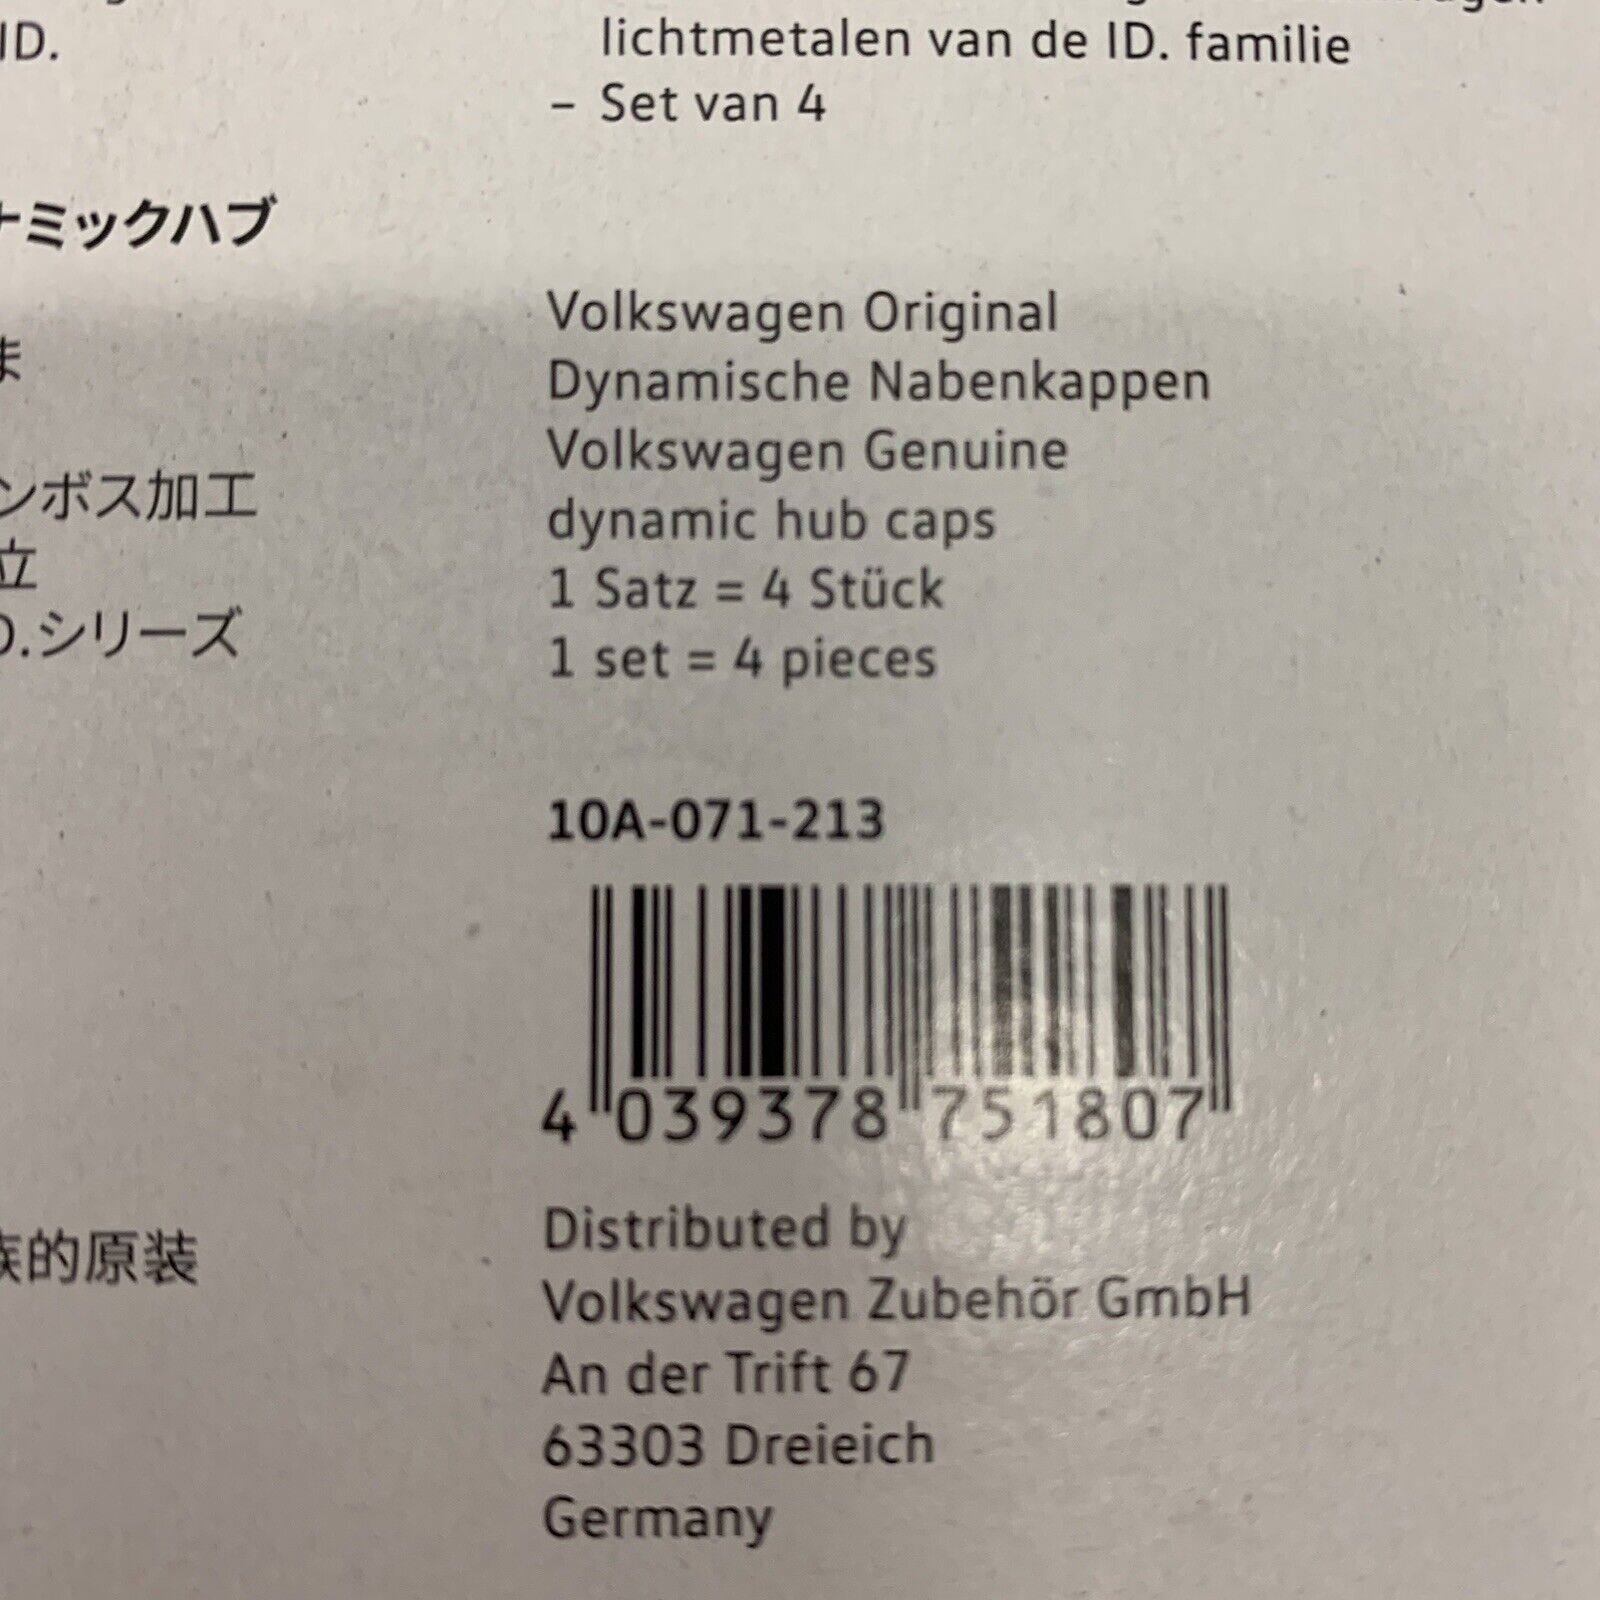 ID.
lichtmetalen van de ID. familie
– Set van 4
ミックハブ
ま
ンボス加工
立
.シリーズ
的原装
Volkswagen Original
Dynamische Nabenkappen
Volkswagen Genuine
dynamic hub caps
1 Satz = 4 Stück
1 set = 4 pieces
10A-071-213
4 039378 751807
Distributed by
Volkswagen Zubehör GmbH
An der Trift 67
63303 Dreieich
Germany